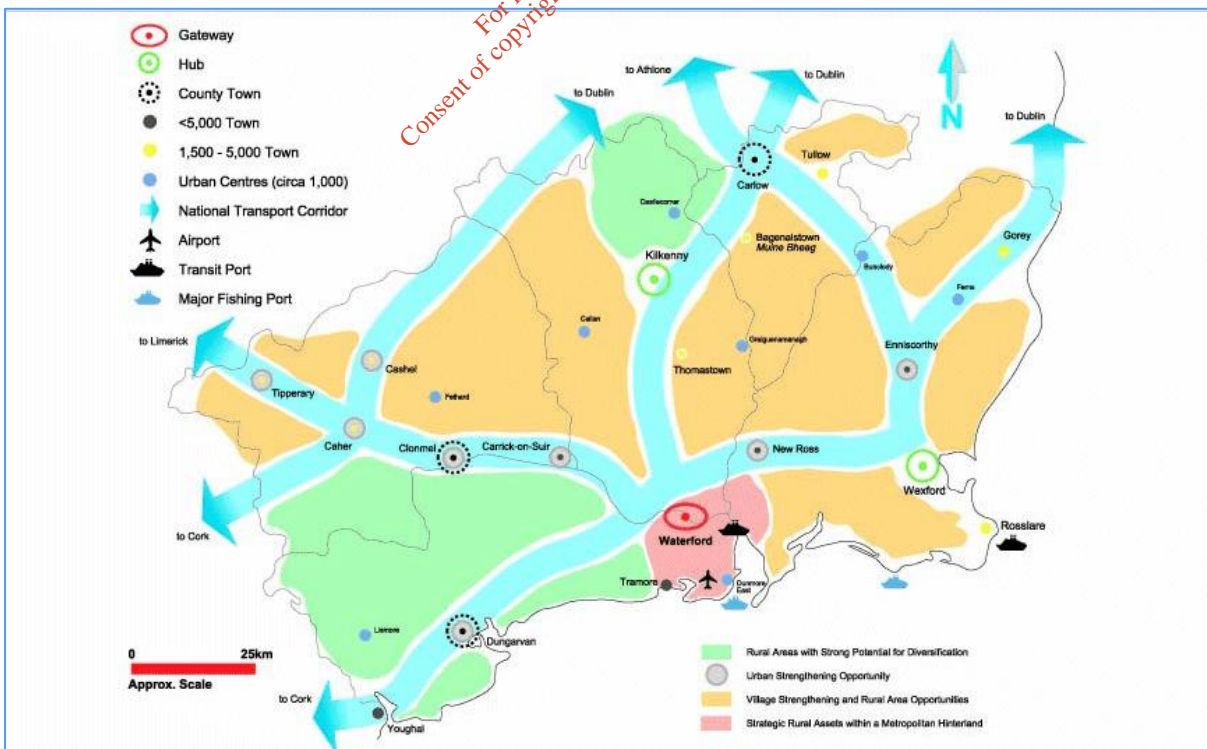 For
Consent of copyright
Gateway
Hub
County Town
<5,000 Town
1,500 - 5,000 Town
Urban Centres (circa 1,000)
National Transport Corridor
Airport
Transit Port
Major Fishing Port
to Athlone
to Dublin
to Dublin
to Dublin
N
Tullow
Carlow
Castlecomer
Bagenalstown
Muine Bheag
Kilkenny
Gorey
Bunclody
Ferns
to Limerick
Callan
Graiguenamanagh
Enniscorthy
Cashel
Thomastown
Tipperary
Fethard
Caher
Clonmel
Carrick-on-Suir
New Ross
Wexford
to Cork
Waterford
Rosslare
Tramore
Dunmore
East
Lismore
Dungarvan
0 25km
Approx. Scale
to Cork
Youghal
Rural Areas with Strong Potential for Diversification
Urban Strengthening Opportunity
Village Strengthening and Rural Area Opportunities
Strategic Rural Assets within a Metropolitan Hinterland